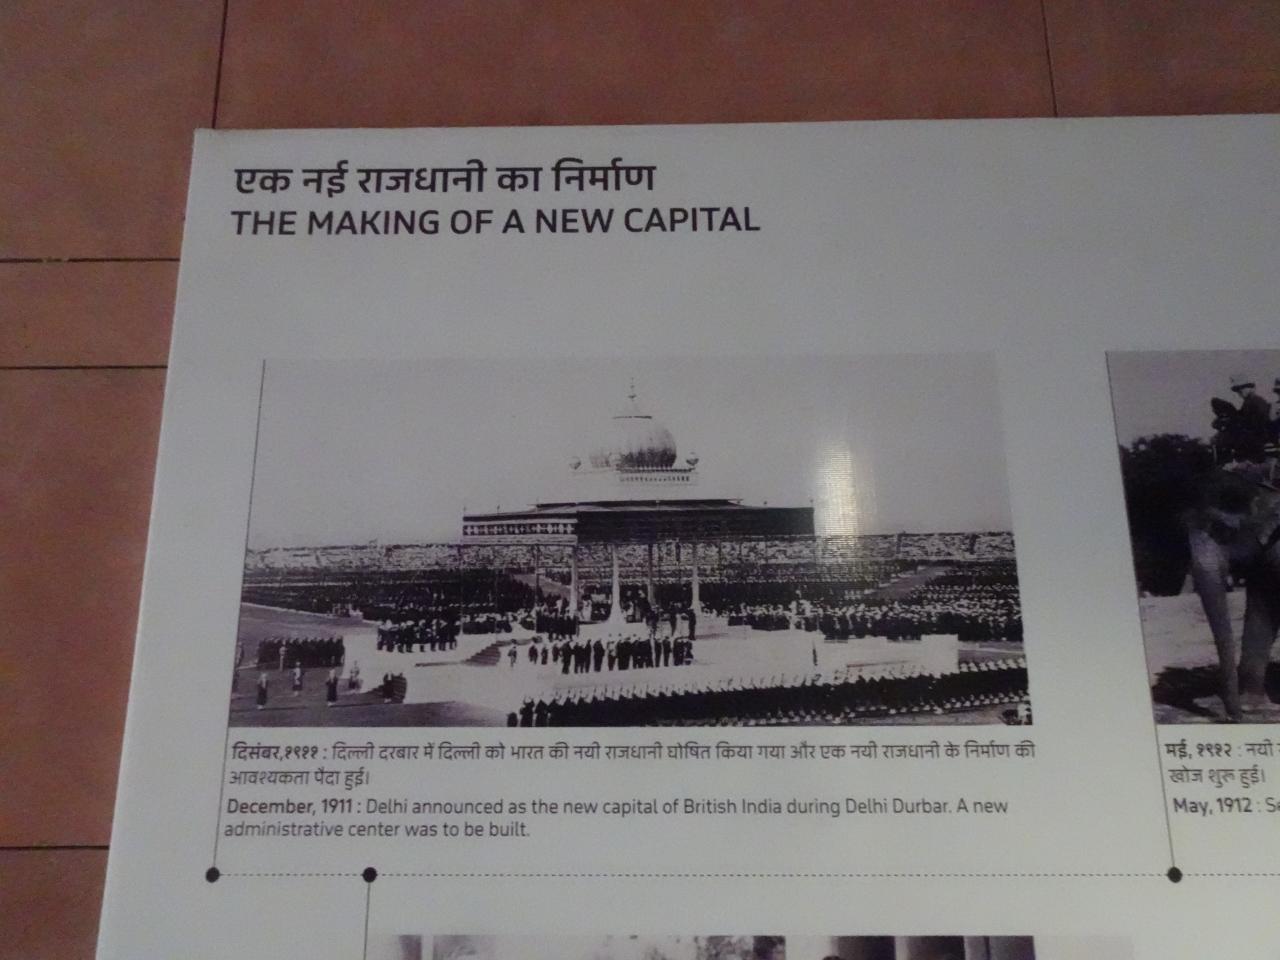 एक नई राजधानी का निर्माण
THE MAKING OF A NEW CAPITAL
दिसंबर,१९११ : दिल्ली दरबार में दिल्ली को भारत की नयी राजधानी घोषित किया गया और एक नयी राजधानी के निर्माण की
आवश्यकता पैदा हुई।
December, 1911 : Delhi announced as the new capital of British India during Delhi Durbar. A new
administrative center was to be built.
मई, १९१२ : नयी
खोज शुरू हुई।
May, 1912 :